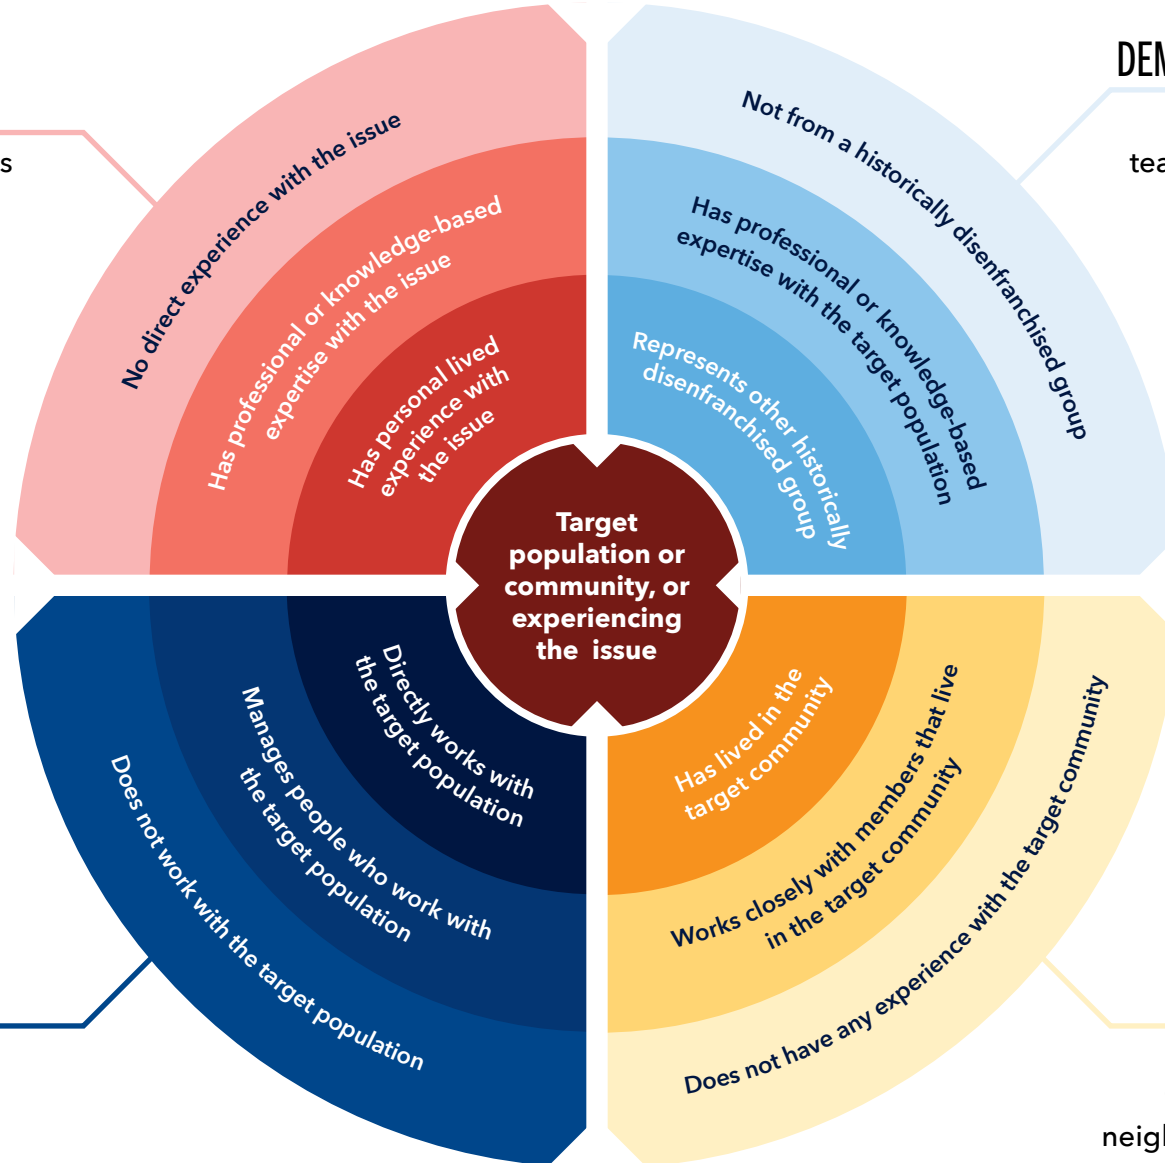 No direct experience with the issue
Has professional or knowledge-based
expertise with the issue
Has personal lived
experience with
the issue
DEM
tea
Not from a historically disenfranchised group
Has professional or knowledge-based
expertise with the target population
Represents other historically
disenfranchised group
s
Target
population or
community, or
experiencing
the issue
Directly works with
the target population
Manages people who work with
the target population
Does not work with the target population
Has lived in the
target community
Works closely with members that live
in the target community
Does not have any experience with the target community
neigh